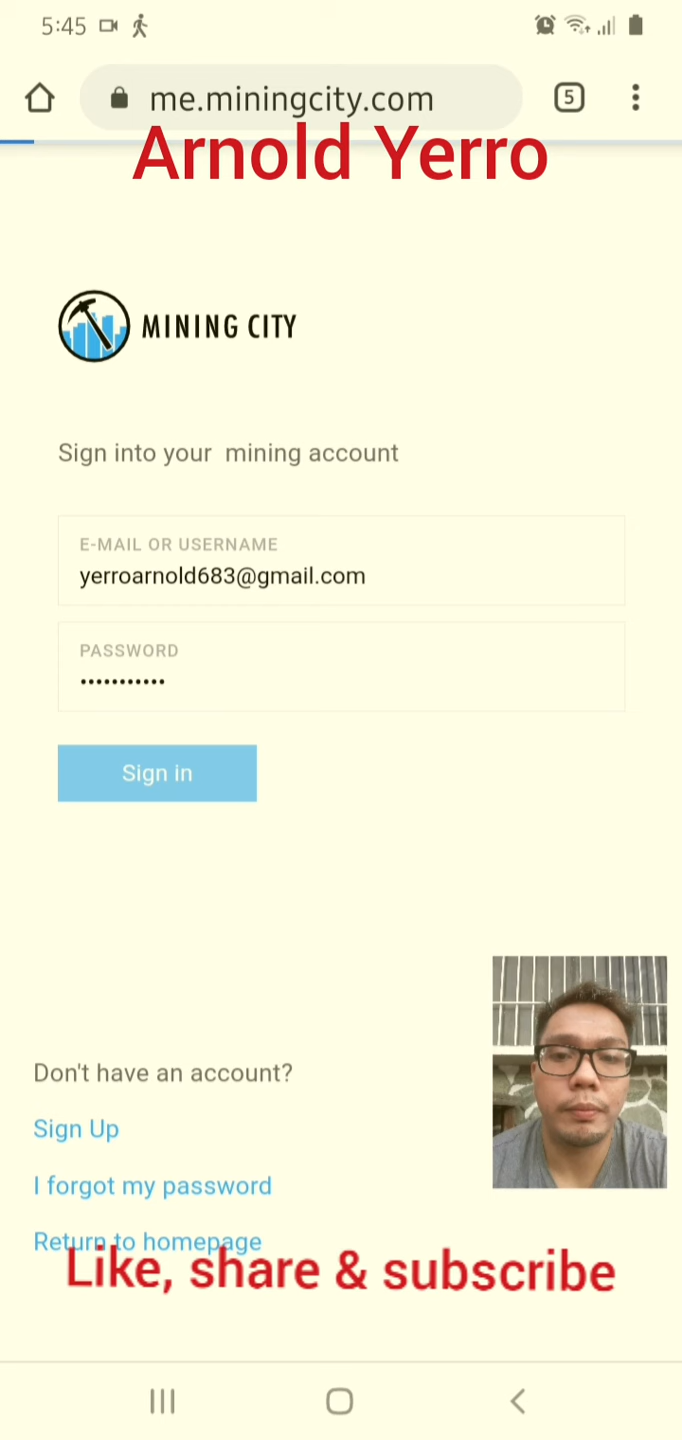 5:45
me.miningcity.com
5
Arnold Yerro
MINING CITY
Sign into your mining account
E-MAIL OR USERNAME
yerroarnold683@gmail.com
PASSWORD
•••••••••••
Sign in
Don't have an account?
Sign Up
I forgot my password
Return to homepage
Like, share & subscribe